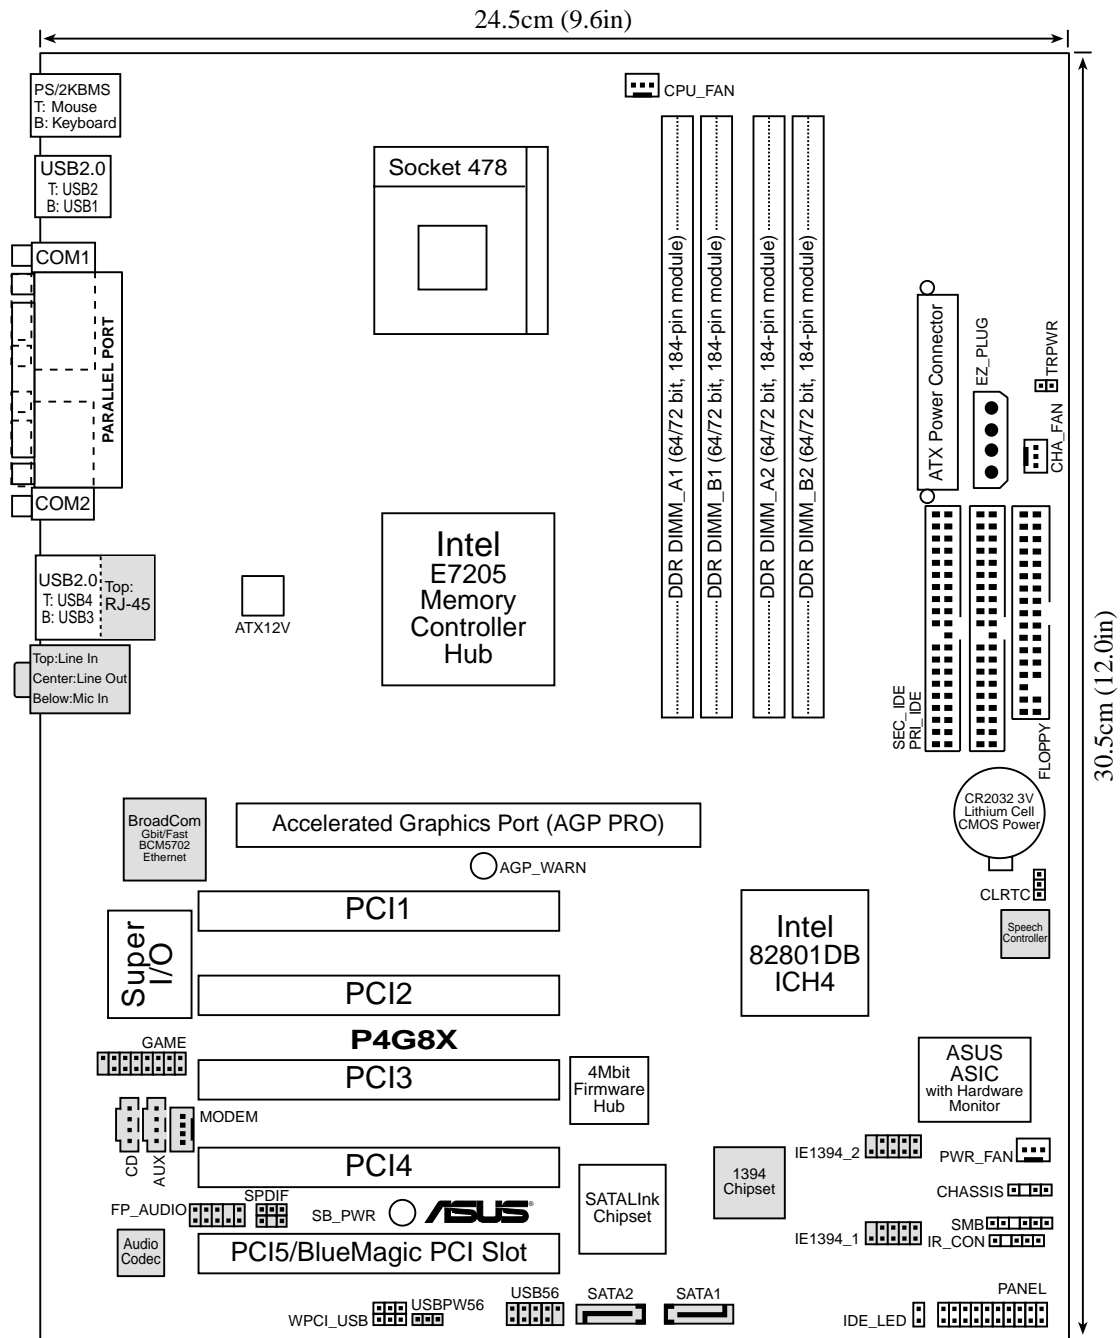 24.5cm (9.6in)
PS/2KBMS
T: Mouse
B: Keyboard
CPU_FAN
USB2.0
T: USB2
B: USB1
Socket 478
COM1
PARALLEL PORT
COM2
DDR DIMM_A1 (64/72 bit, 184-pin module)
DDR DIMM_B1 (64/72 bit, 184-pin module)
DDR DIMM_A2 (64/72 bit, 184-pin module)
DDR DIMM_B2 (64/72 bit, 184-pin module)
ATX Power Connector
EZ_PLUG
TRPWR
CHA_FAN
Intel
E7205
Memory
Controller
Hub
USB2.0
T: USB4
B: USB3
Top:
RJ-45
ATX12V
Top:Line In
Center:Line Out
Below:Mic In
SEC_IDE
PRI_IDE
FLOPPY
30.5cm (12.0in)
CR2032 3V
Lithium Cell
CMOS Power
BroadCom
Gbit/Fast
BCM5702
Ethernet
Accelerated Graphics Port (AGP PRO)
AGP_WARN
CLRTC
Speech
Controller
PCI1
Super
I/O
Intel
82801DB
ICH4
PCI2
P4G8X
GAME
PCI3
4Mbit
Firmware
Hub
ASUS
ASIC
with Hardware
Monitor
CD
AUX
MODEM
PCI4
IE1394_2
PWR_FAN
1394
Chipset
SATALInk
Chipset
CHASSIS
FP_AUDIO
SPDIF
SB_PWR
ASUS®
SMB
IE1394_1
IR_CON
Audio
Codec
PCI5/BlueMagic PCI Slot
WPCI_USB
USBPW56
USB56
SATA2
SATA1
PANEL
IDE_LED